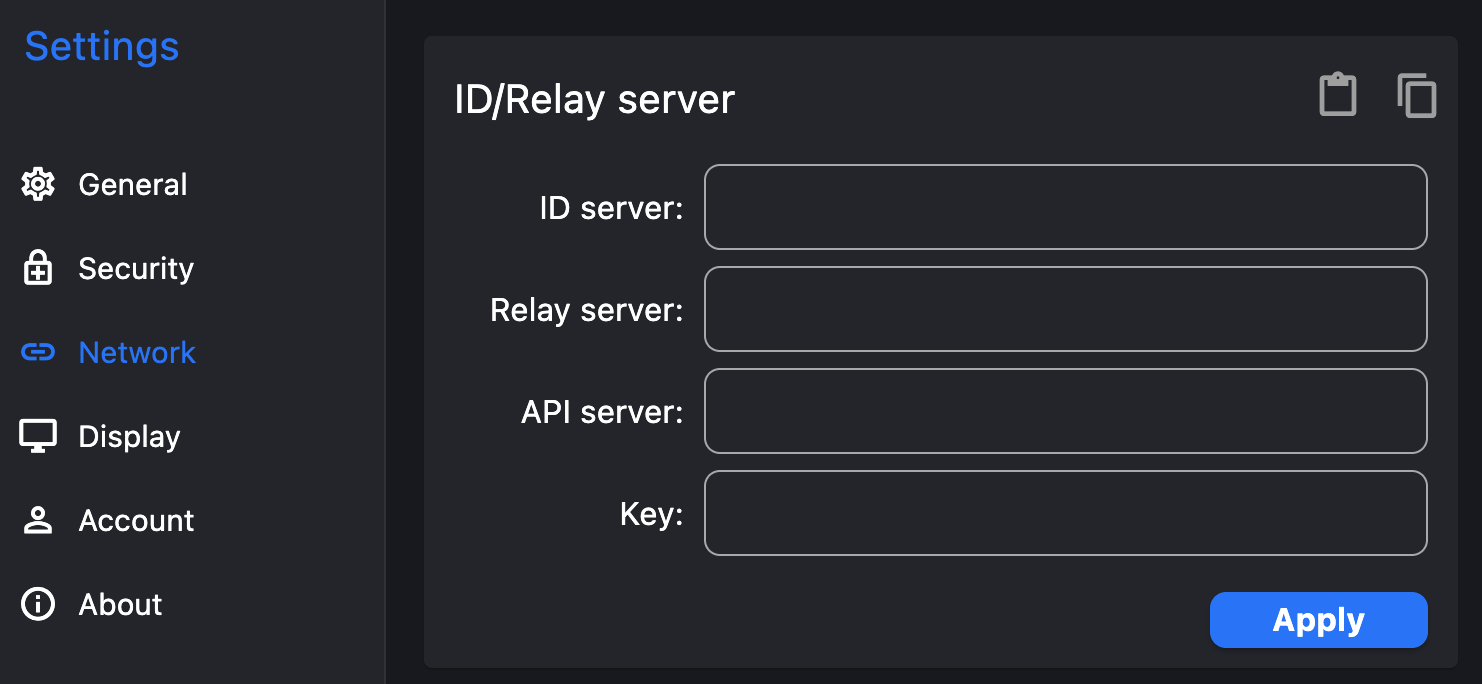 Settings
General
Security
Network
Display
Account
About
ID/Relay server
ID server:
Relay server:
API server:
Key:
Apply